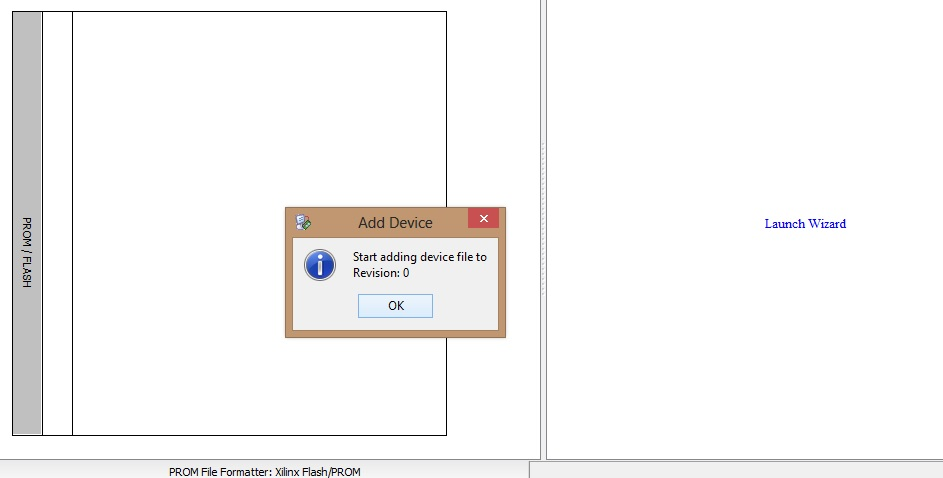 PROM / FLASH
Add Device
Start adding device file to
Revision: 0
OK
Launch Wizard
PROM File Formatter: Xilinx Flash/PROM